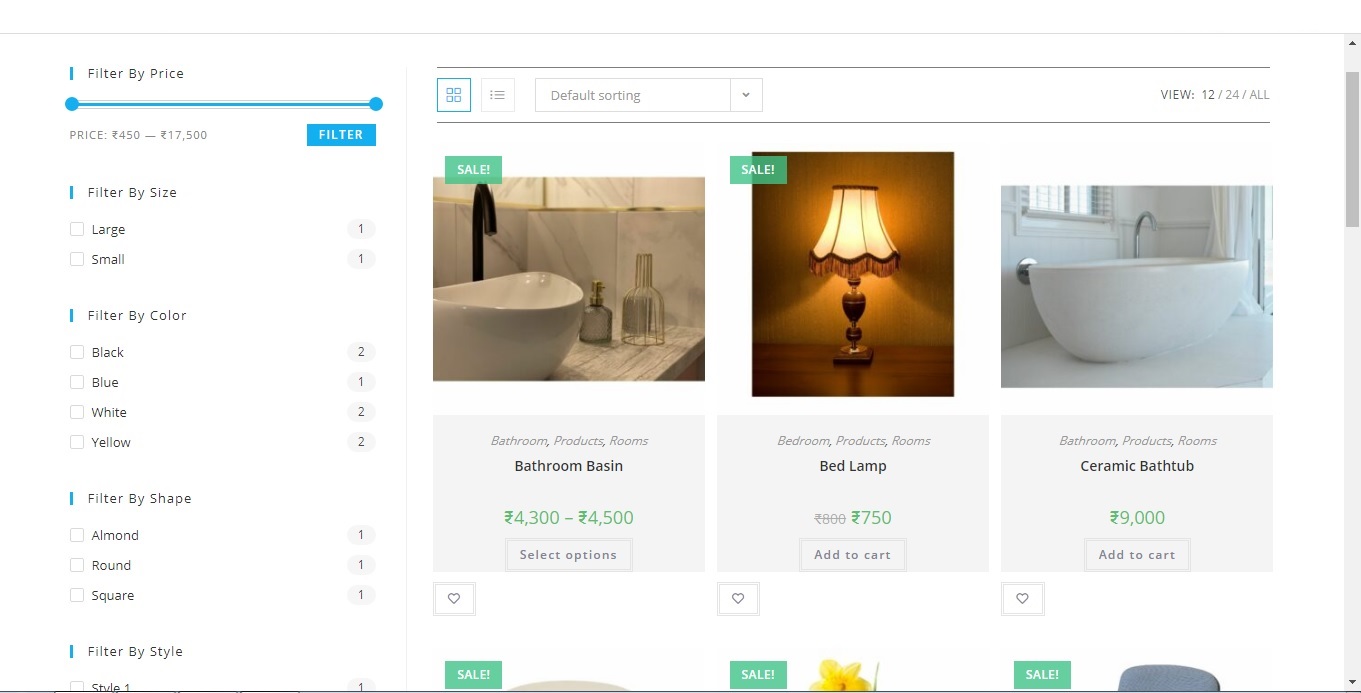 Filter By Price
PRICE: ₹450 — ₹17,500
FILTER
Filter By Size
Large 1
Small 1
Filter By Color
Black 2
Blue 1
White 2
Yellow 2
Filter By Shape
Almond 1
Round 1
Square 1
Filter By Style
Style 1 1
Default sorting
VIEW: 12 / 24 / ALL
SALE!
Bathroom, Products, Rooms
Bathroom Basin
₹4,300 – ₹4,500
Select options
SALE!
Bedroom, Products, Rooms
Bed Lamp
₹800 ₹750
Add to cart
Bathroom, Products, Rooms
Ceramic Bathtub
₹9,000
Add to cart
SALE!
SALE!
SALE!